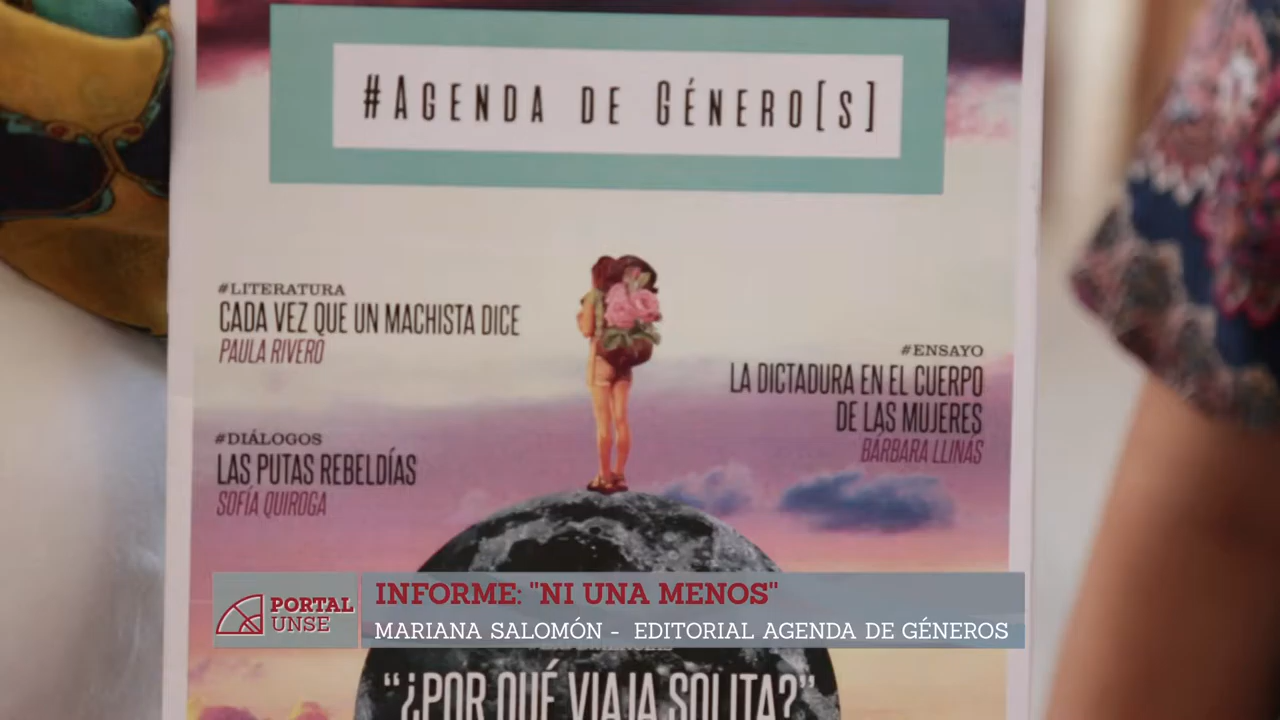 #AGENDA DE GÉNERO[S]
#LITERATURA
CADA VEZ QUE UN MACHISTA DICE
PAULA RIVERO
#ENSAYO
LA DICTADURA EN EL CUERPO
DE LAS MUJERES
BÁRBARA LLINAS
#DIÁLOGOS
LAS PUTAS REBELDÍAS
SOFÍA QUIROGA
PORTAL
UNSE
INFORME: "NI UNA MENOS"
MARIANA SALOMÓN - EDITORIAL AGENDA DE GÉNEROS
“¿POR QUÉ VIAJA SOLITA?”